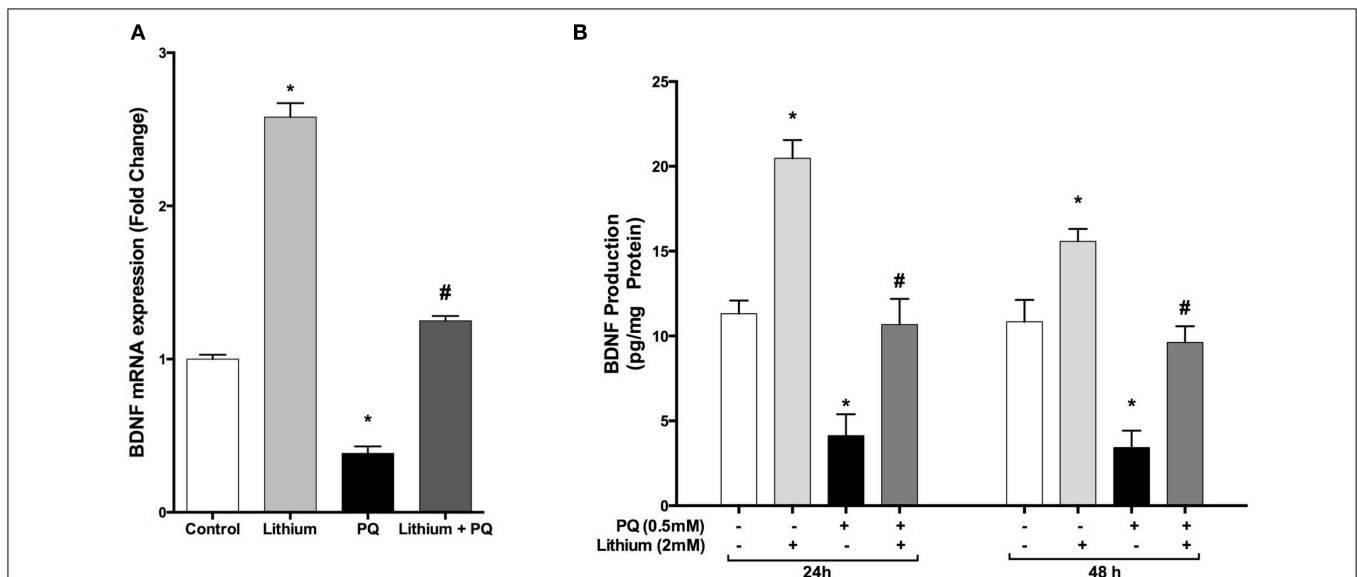 A
BDNF mRNA expression (Fold Change)
3
2
1
0
*
*
#
Control Lithium PQ Lithium + PQ
B
BDNF Production
(pg/mg Protein)
25
20
15
10
5
0
*
*
#
*
*
#
PQ (0.5mM) - - + + - - + +
Lithium (2mM) - + - + - + - +
24h 48 h